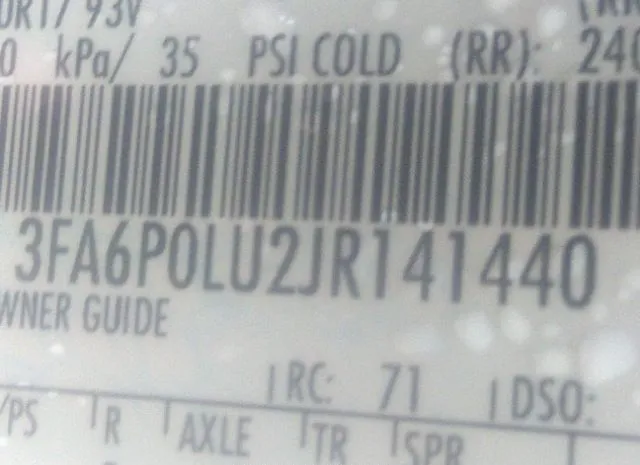 0 kPa/ 35 PSI COLD (RR): 240
3FA6P0LU2JR141440
WNER GUIDE
RC: 71 DSO:
/PS R AXLE TR SPR